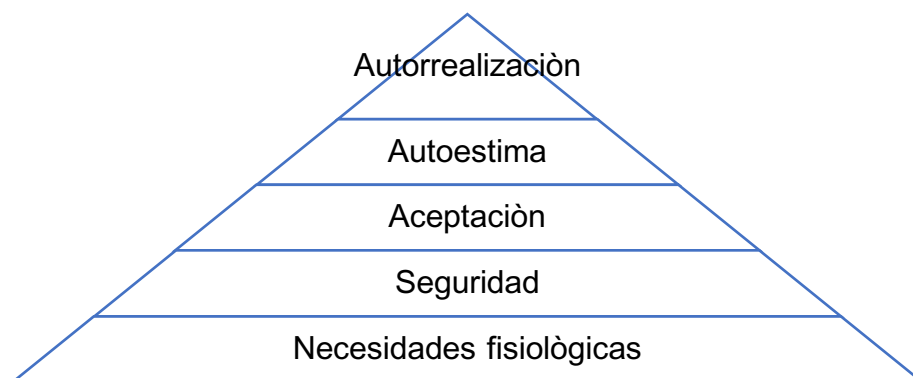 Autorrealizaciòn
Autoestima
Aceptaciòn
Seguridad
Necesidades fisiològicas